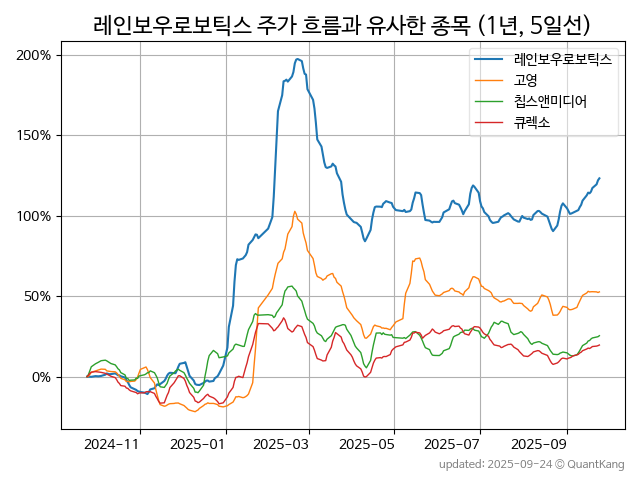 레인보우로보틱스 주가 흐름과 유사한 종목 (1년, 5일선)
레인보우로보틱스
고영
칩스앤미디어
큐렉소
200%
150%
100%
50%
0%
2024-11 2025-01 2025-03 2025-05 2025-07 2025-09
updated: 2025-09-24 © QuantKang